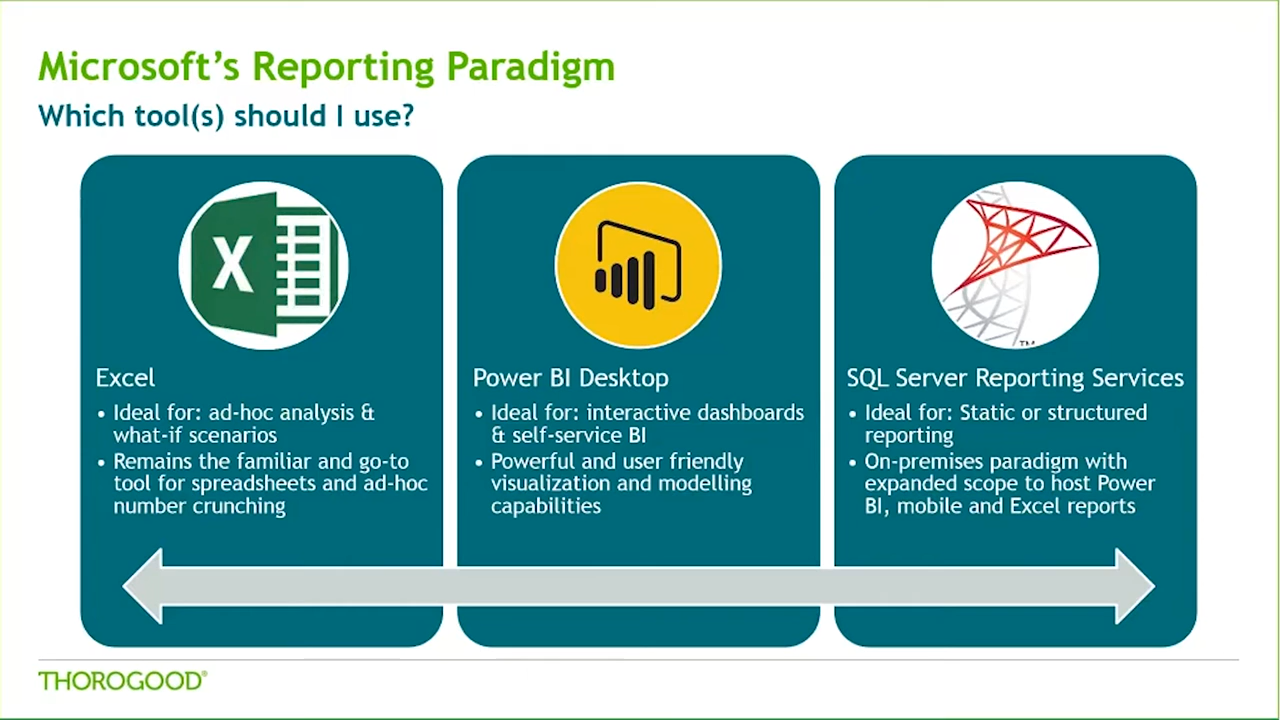 Microsoft’s Reporting Paradigm
Which tool(s) should I use?
X
TM
Excel
• Ideal for: ad-hoc analysis &
what-if scenarios
• Remains the familiar and go-to
tool for spreadsheets and ad-hoc
number crunching
Power BI Desktop
• Ideal for: interactive dashboards
& self-service BI
• Powerful and user friendly
visualization and modelling
capabilities
SQL Server Reporting Services
• Ideal for: Static or structured
reporting
• On-premises paradigm with
expanded scope to host Power
BI, mobile and Excel reports
THOROGOOD®